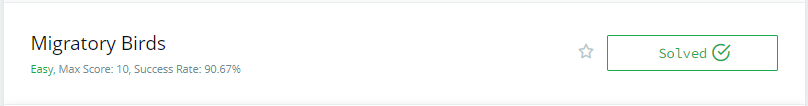 Migratory Birds
Easy, Max Score: 10, Success Rate: 90.67%
Solved